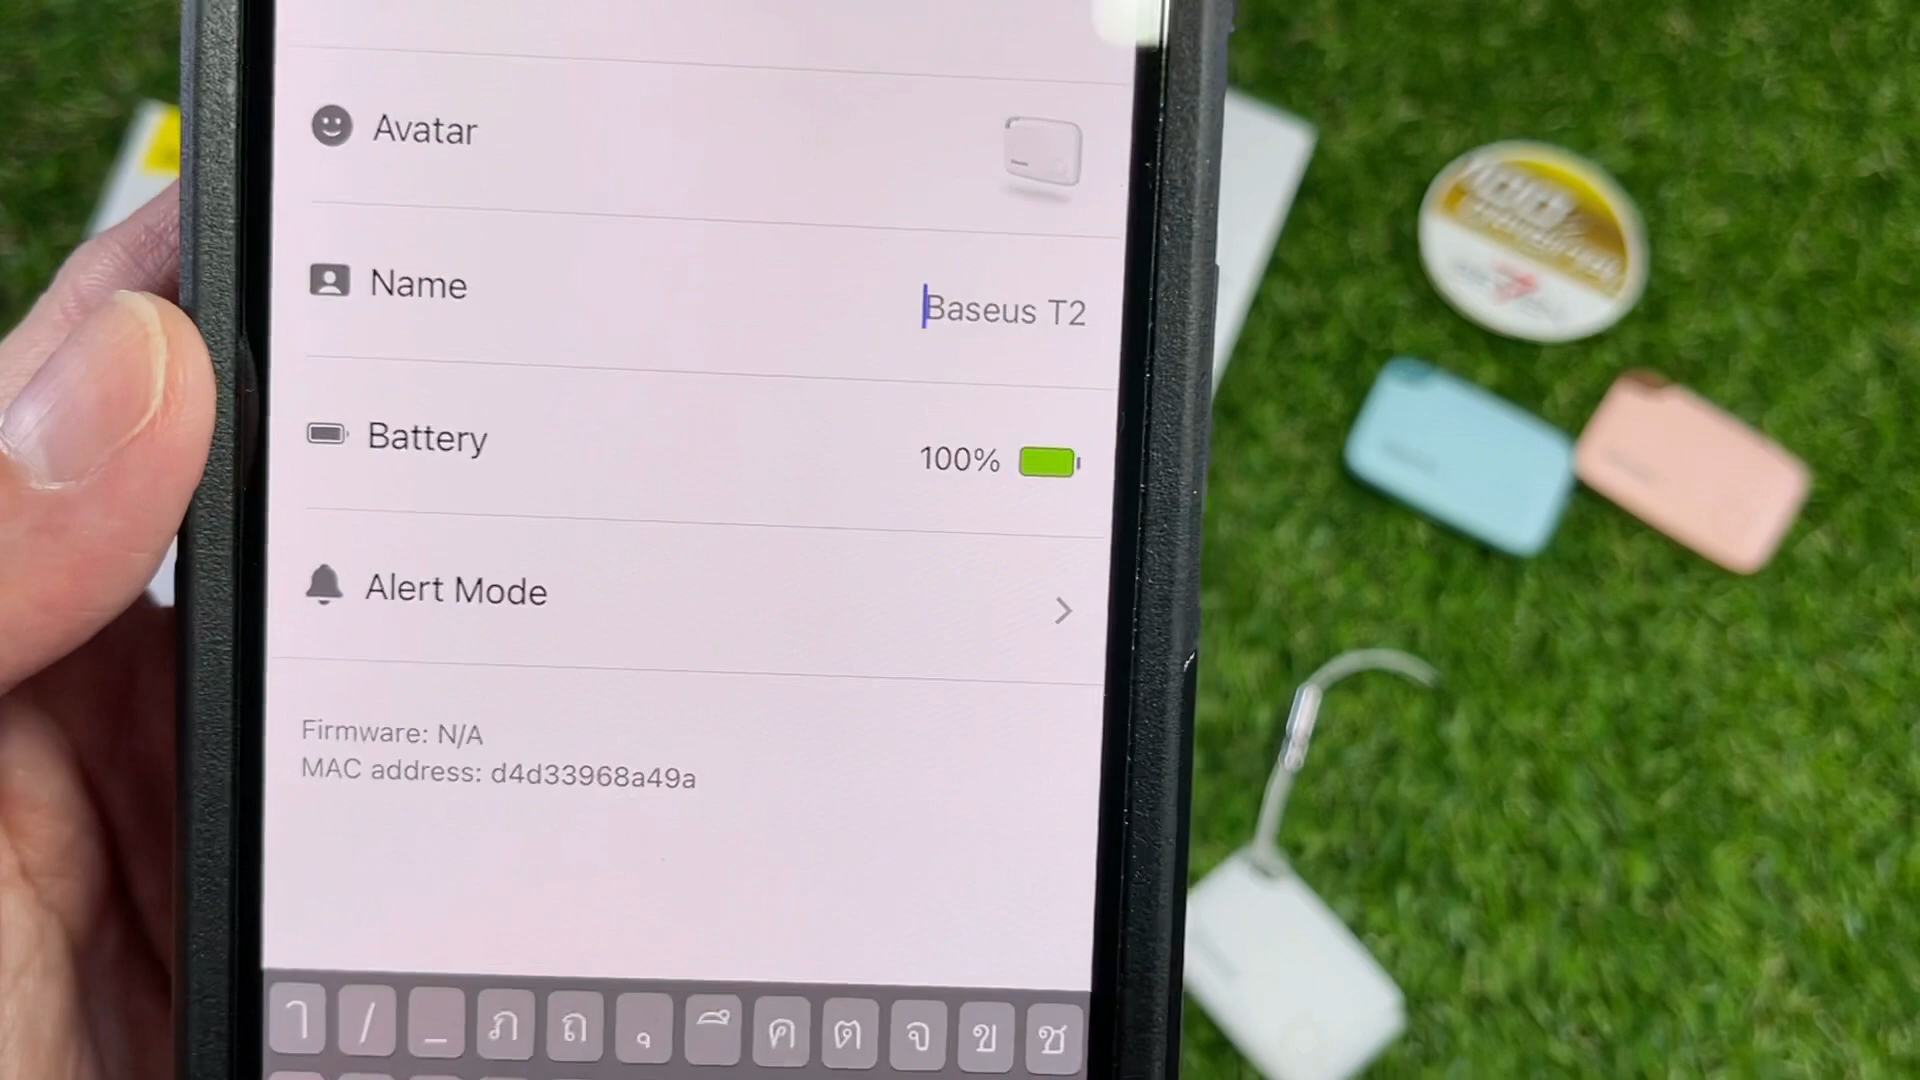 Avatar
Name
Baseus T2
Battery
100%
Alert Mode
Firmware: N/A
MAC address: d4d33968a49a
า / _ ภ ถ ุ ึ ค ต จ ข ช